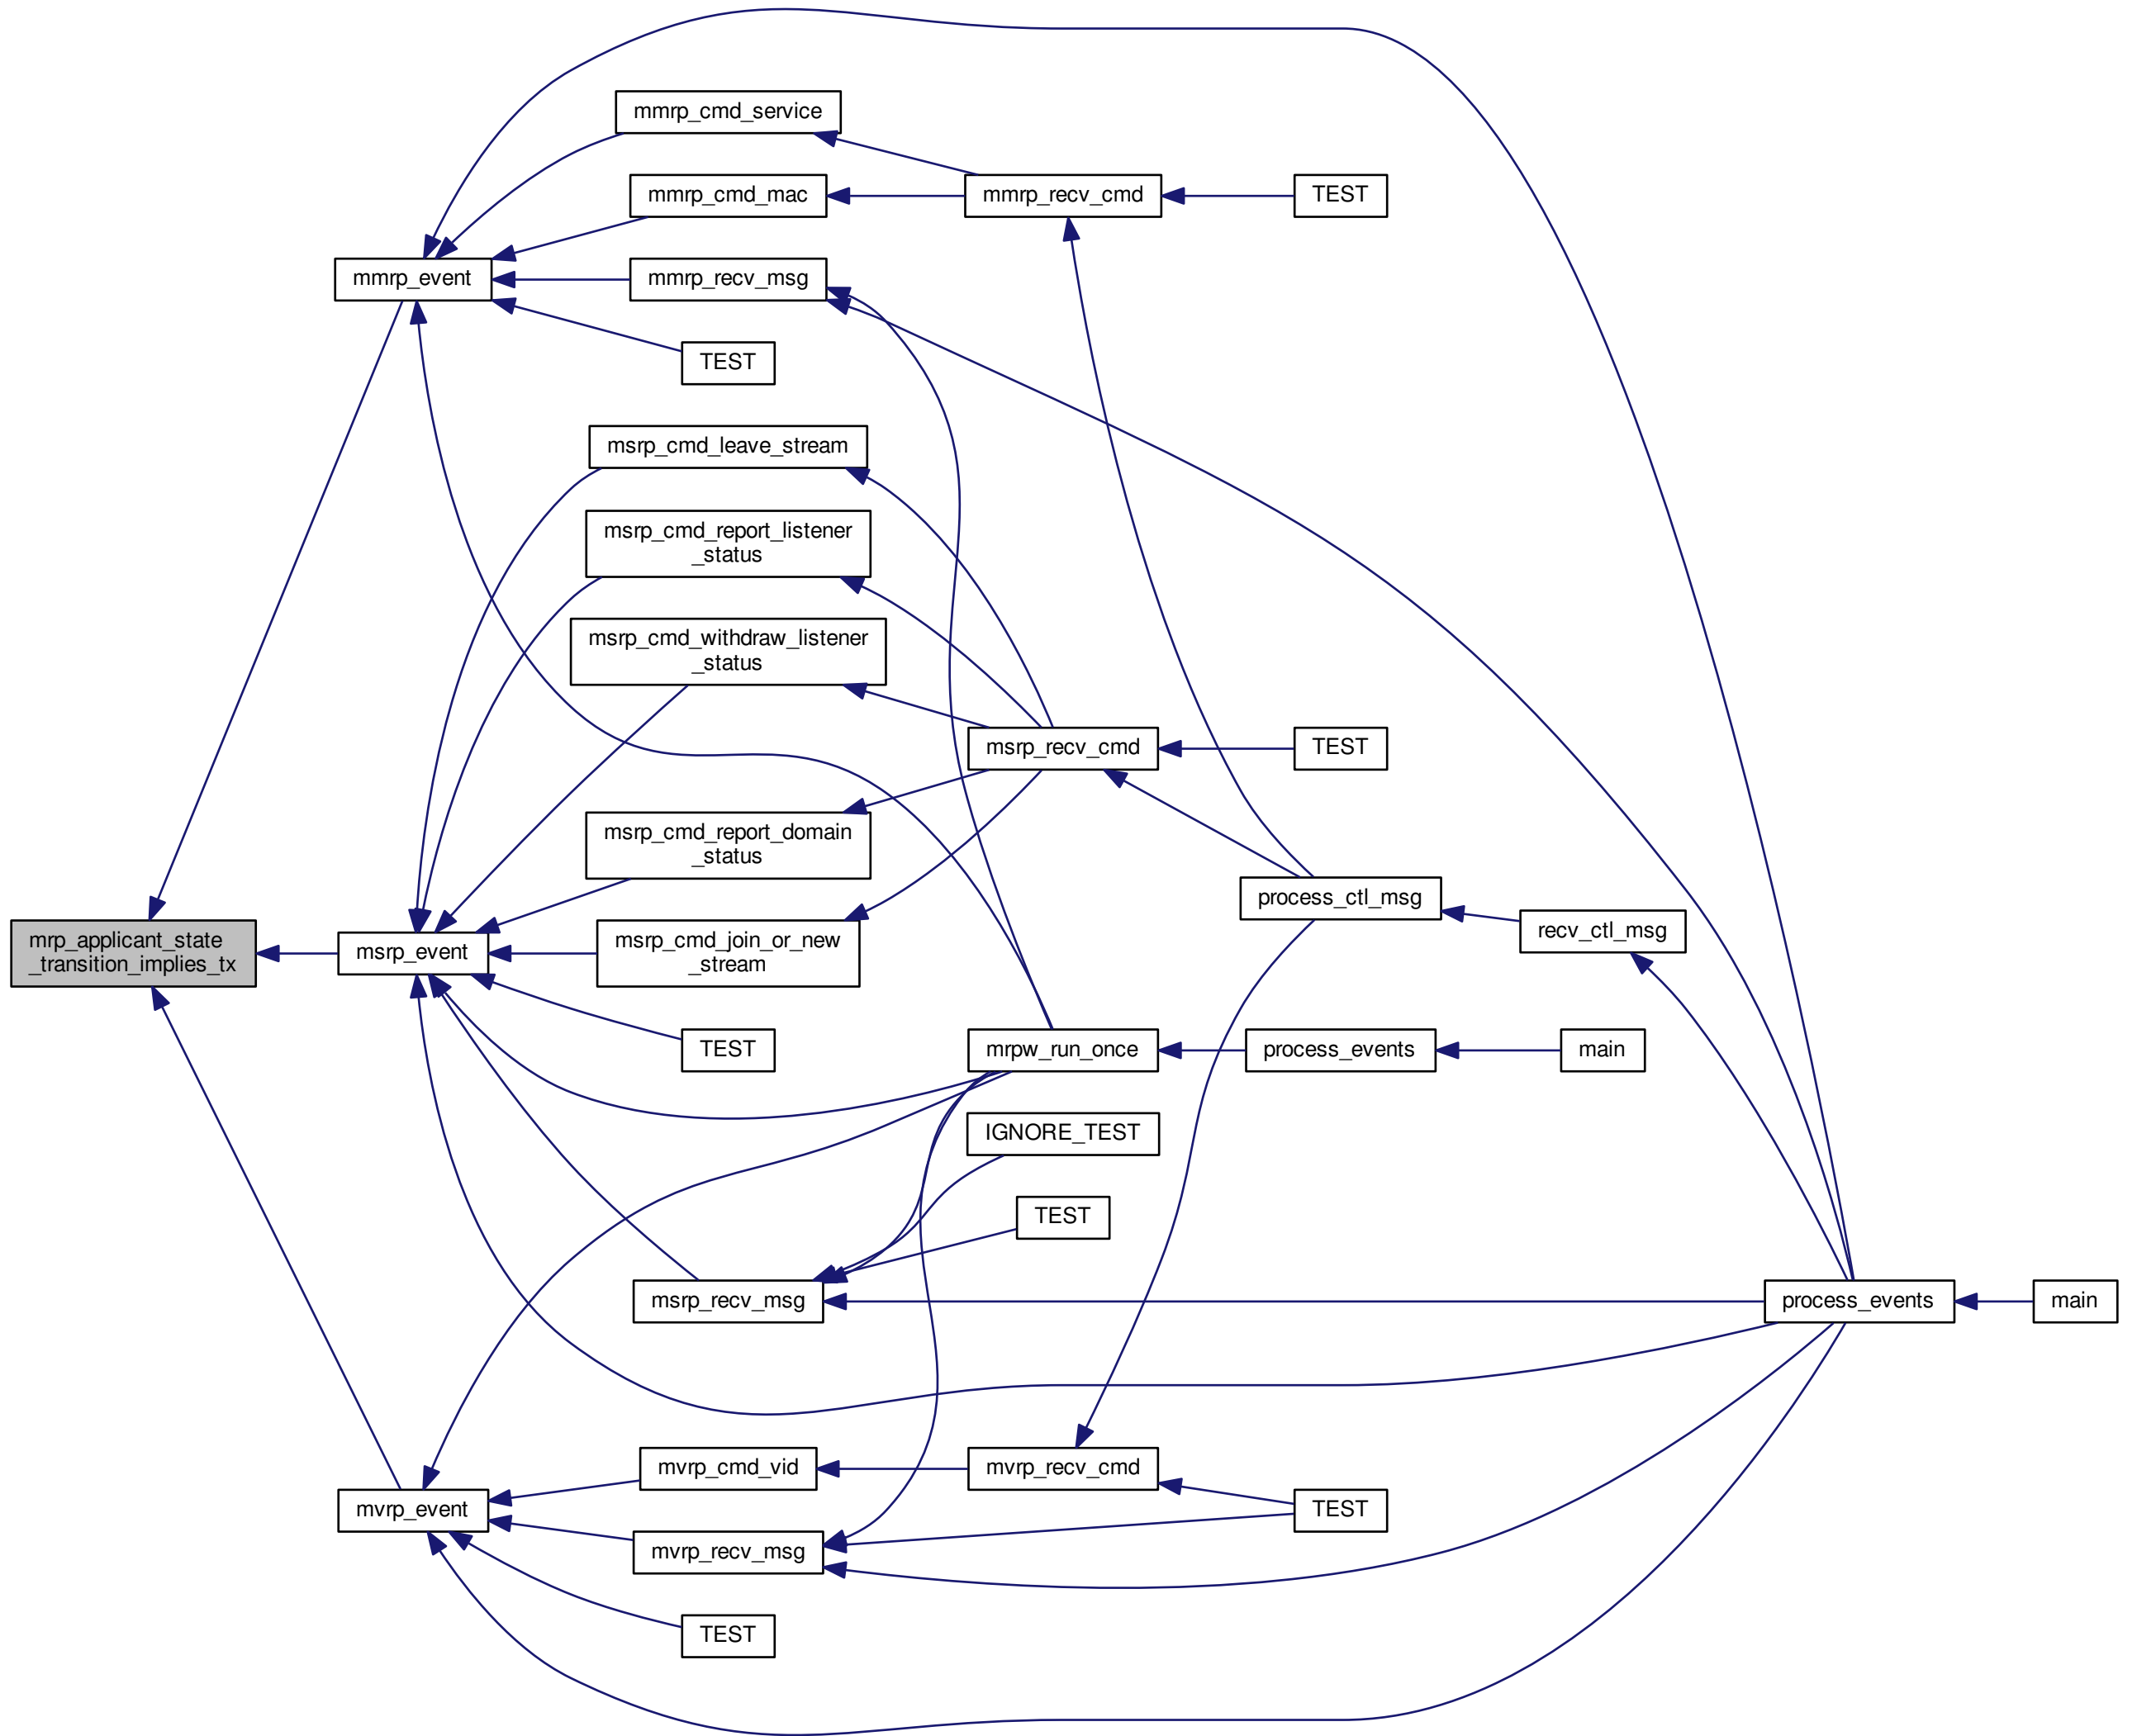 mmrp_cmd_service
mmrp_cmd_mac
mmrp_recv_cmd
TEST
mmrp_event
mmrp_recv_msg
TEST
msrp_cmd_leave_stream
msrp_cmd_report_listener
_status
msrp_cmd_withdraw_listener
_status
msrp_recv_cmd
TEST
msrp_cmd_report_domain
_status
process_ctl_msg
mrp_applicant_state
_transition_implies_tx
msrp_event
msrp_cmd_join_or_new
_stream
recv_ctl_msg
TEST
mrpw_run_once
process_events
main
IGNORE_TEST
TEST
msrp_recv_msg
process_events
main
mvrp_cmd_vid
mvrp_recv_cmd
mvrp_event
TEST
mvrp_recv_msg
TEST